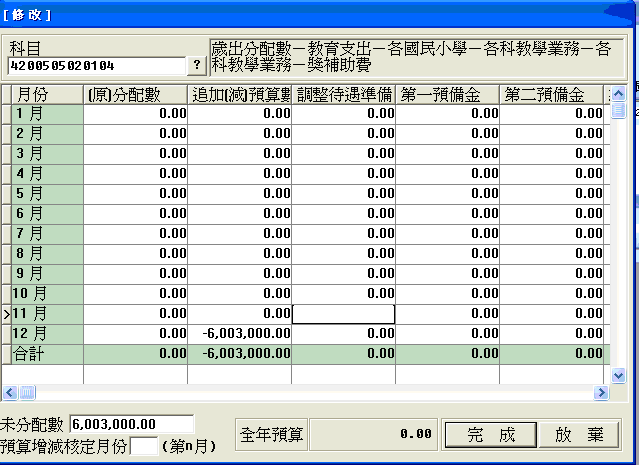 [ 修 改 ]
科目
4200505020104 ?
歲出分配數－教育支出－各國民小學－各科教學業務－各
科教學業務－獎補助費
月份 (原)分配數 追加(減)預算數 調整待遇準備 第一預備金 第二預備金
1 月 0.00 0.00 0.00 0.00 0.00
2 月 0.00 0.00 0.00 0.00 0.00
3 月 0.00 0.00 0.00 0.00 0.00
4 月 0.00 0.00 0.00 0.00 0.00
5 月 0.00 0.00 0.00 0.00 0.00
6 月 0.00 0.00 0.00 0.00 0.00
7 月 0.00 0.00 0.00 0.00 0.00
8 月 0.00 0.00 0.00 0.00 0.00
9 月 0.00 0.00 0.00 0.00 0.00
10 月 0.00 0.00 0.00 0.00 0.00
>11 月 0.00 0.00 0.00 0.00
12 月 0.00 -6,003,000.00 0.00 0.00 0.00
合計 0.00 -6,003,000.00 0.00 0.00 0.00
未分配數 6,003,000.00
預算增減核定月份 (第n月)
全年預算 0.00 完 成 放 棄